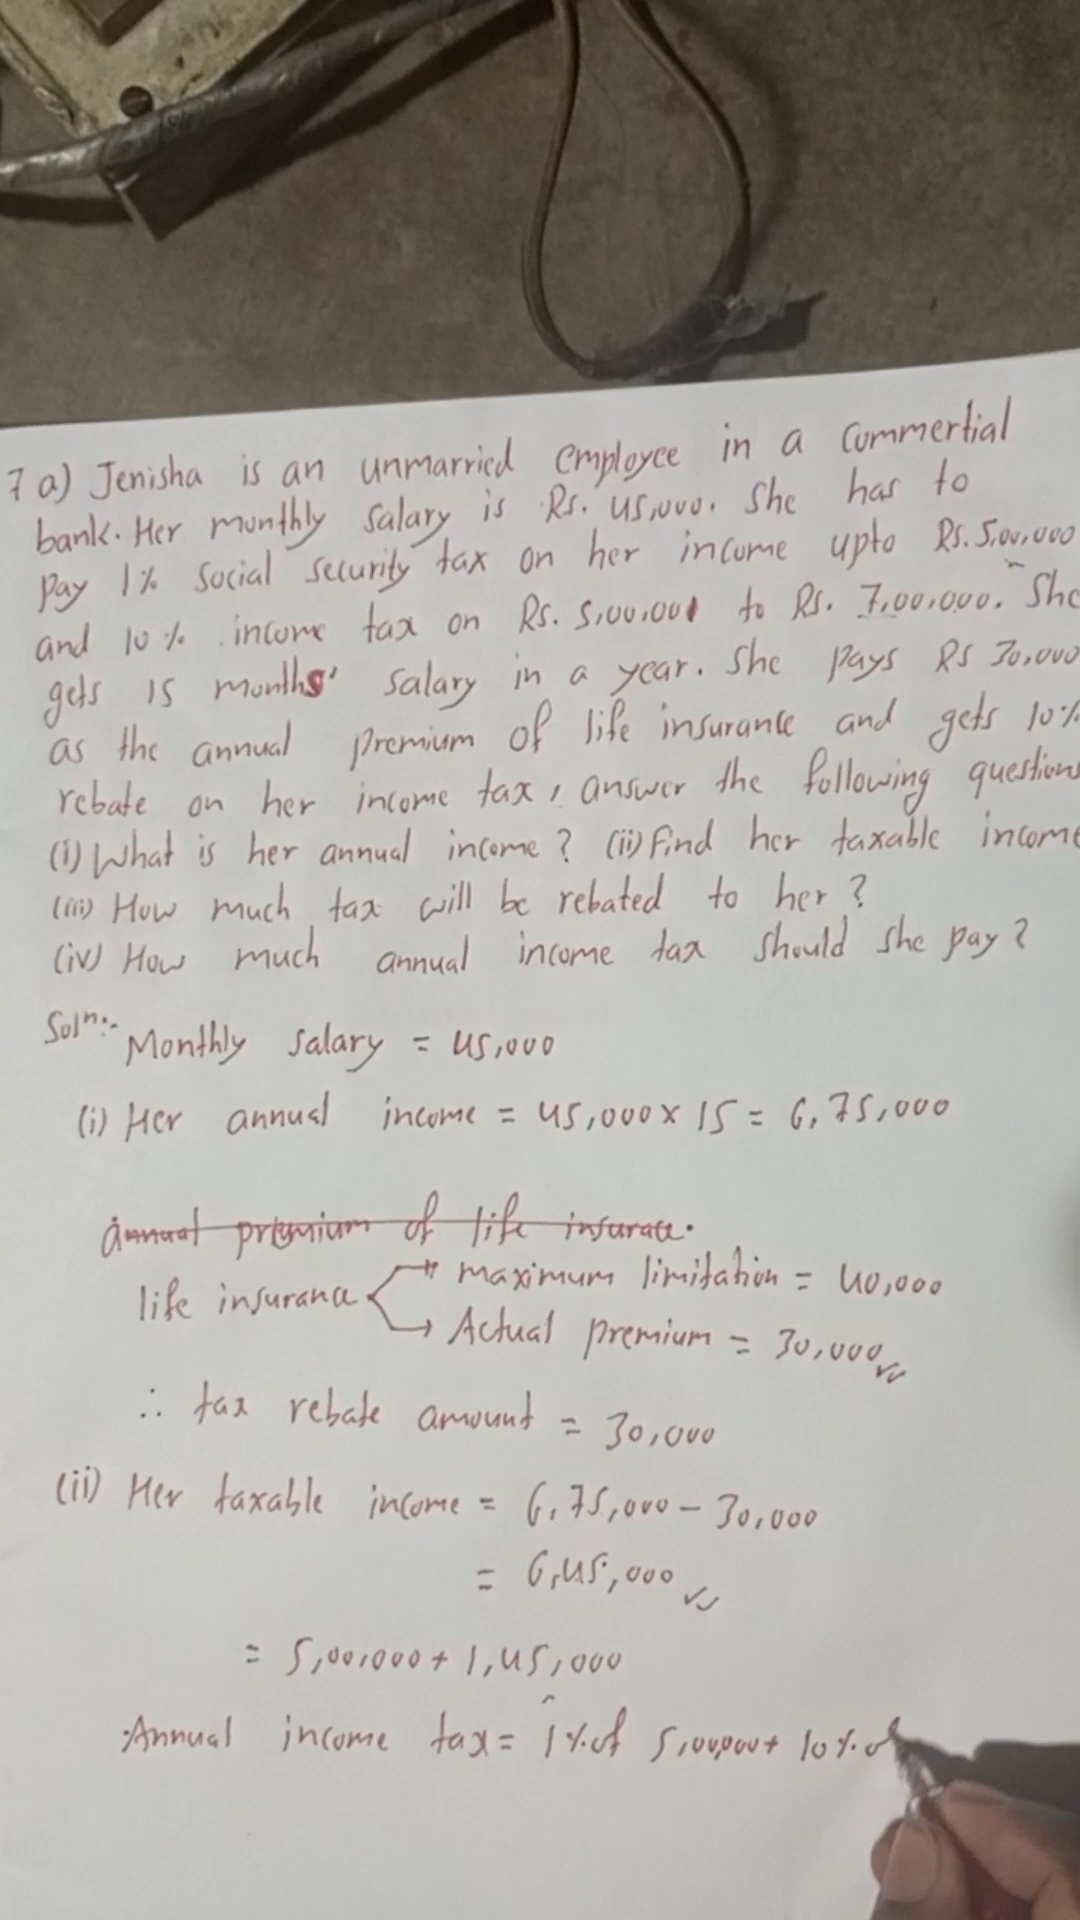 7 a) Jenisha is an unmarried employee in a Commertial
bank. Her monthly salary is Rs. 45,000. She has to
pay 1% social security tax on her income upto Rs. 5,00,000
and 10% income tax on Rs. 5,00,001 to Rs. 7,00,000. She
gets 15 months' salary in a year. She pays RS 30,000
as the annual premium of life insurance and gets 10%
rebate on her income tax, answer the following questions
(i) What is her annual income? (ii) Find her taxable income
(iii) How much tax will be rebated to her?
(iv) How much annual income tax should she pay?
Solⁿ:-
Monthly salary = 45,000
(i) Her annual income = 45,000 x 15 = 6,75,000
Annual primium of life insurace.
life insurance → maximum limitation = 40,000
→ Actual premium = 30,000
∴ tax rebate amount = 30,000
(ii) Her taxable income = 6,75,000 - 30,000
= 6,45,000
= 5,00,000 + 1,45,000
Annual income tax = 1% of 5,00,000 + 10% of